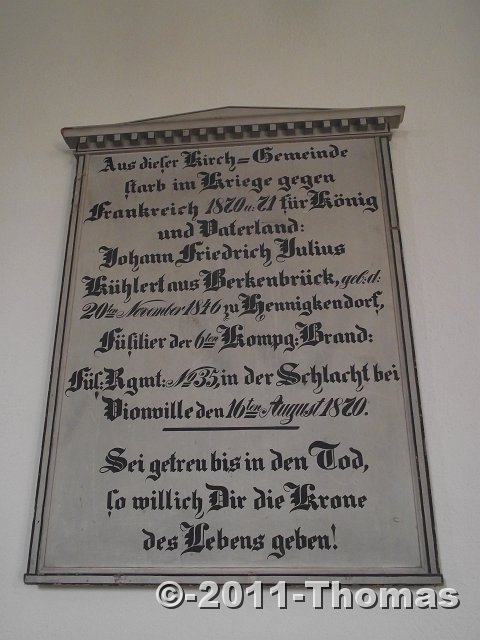 Aus dieſer Kirch=Gemeinde
ſtarb im Kriege gegen
Frankreich 1870 u: 71 für König
und Vaterland:
Johann Friedrich Julius
Kühlert aus Berkenbrück, geb: d:
20ten November 1846 zu Hennigkendorf,
Füſilier der 6ten Kompg: Brand:
Füſ: Rgmt: No 35, in der Schlacht bei
Vionville den 16ten August 1870.
Sei getreu bis in den Tod,
ſo will ich Dir die Krone
des Lebens geben!
©-2011-Thomas